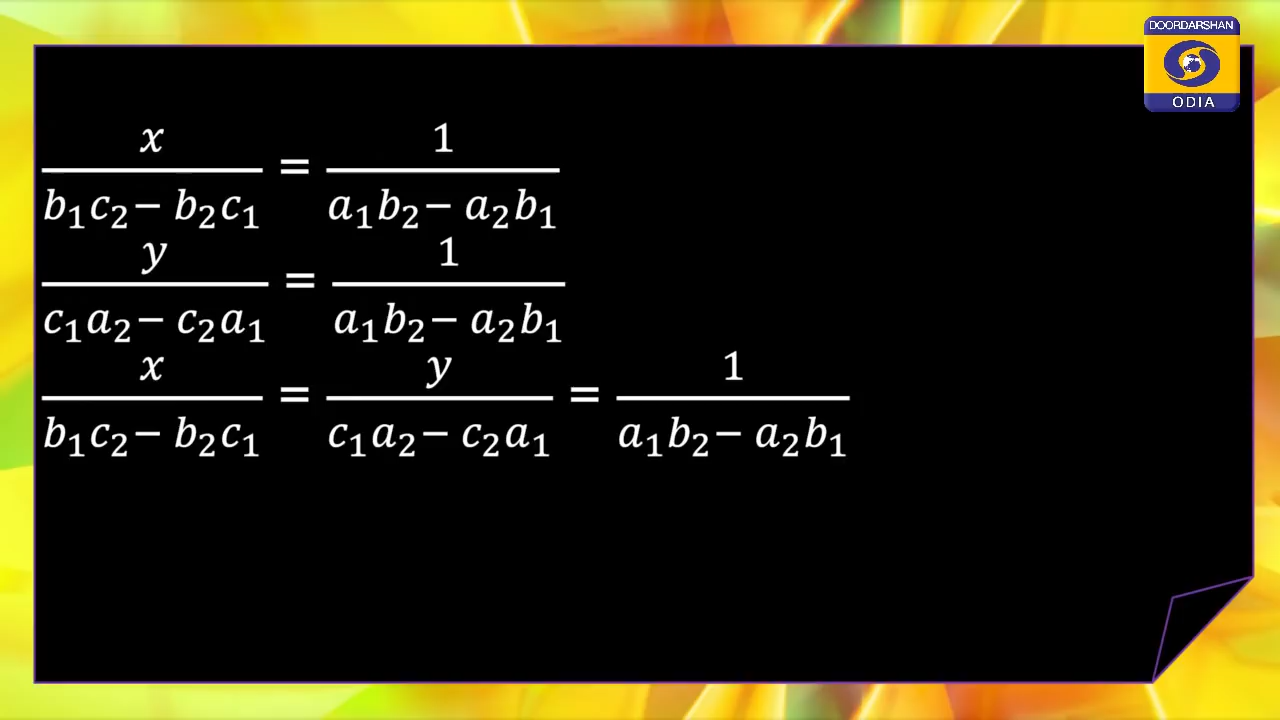 DOORDARSHAN
ODIA
x/(b₁c₂− b₂c₁) = 1/(a₁b₂− a₂b₁)
y/(c₁a₂− c₂a₁) = 1/(a₁b₂− a₂b₁)
x/(b₁c₂− b₂c₁) = y/(c₁a₂− c₂a₁) = 1/(a₁b₂− a₂b₁)